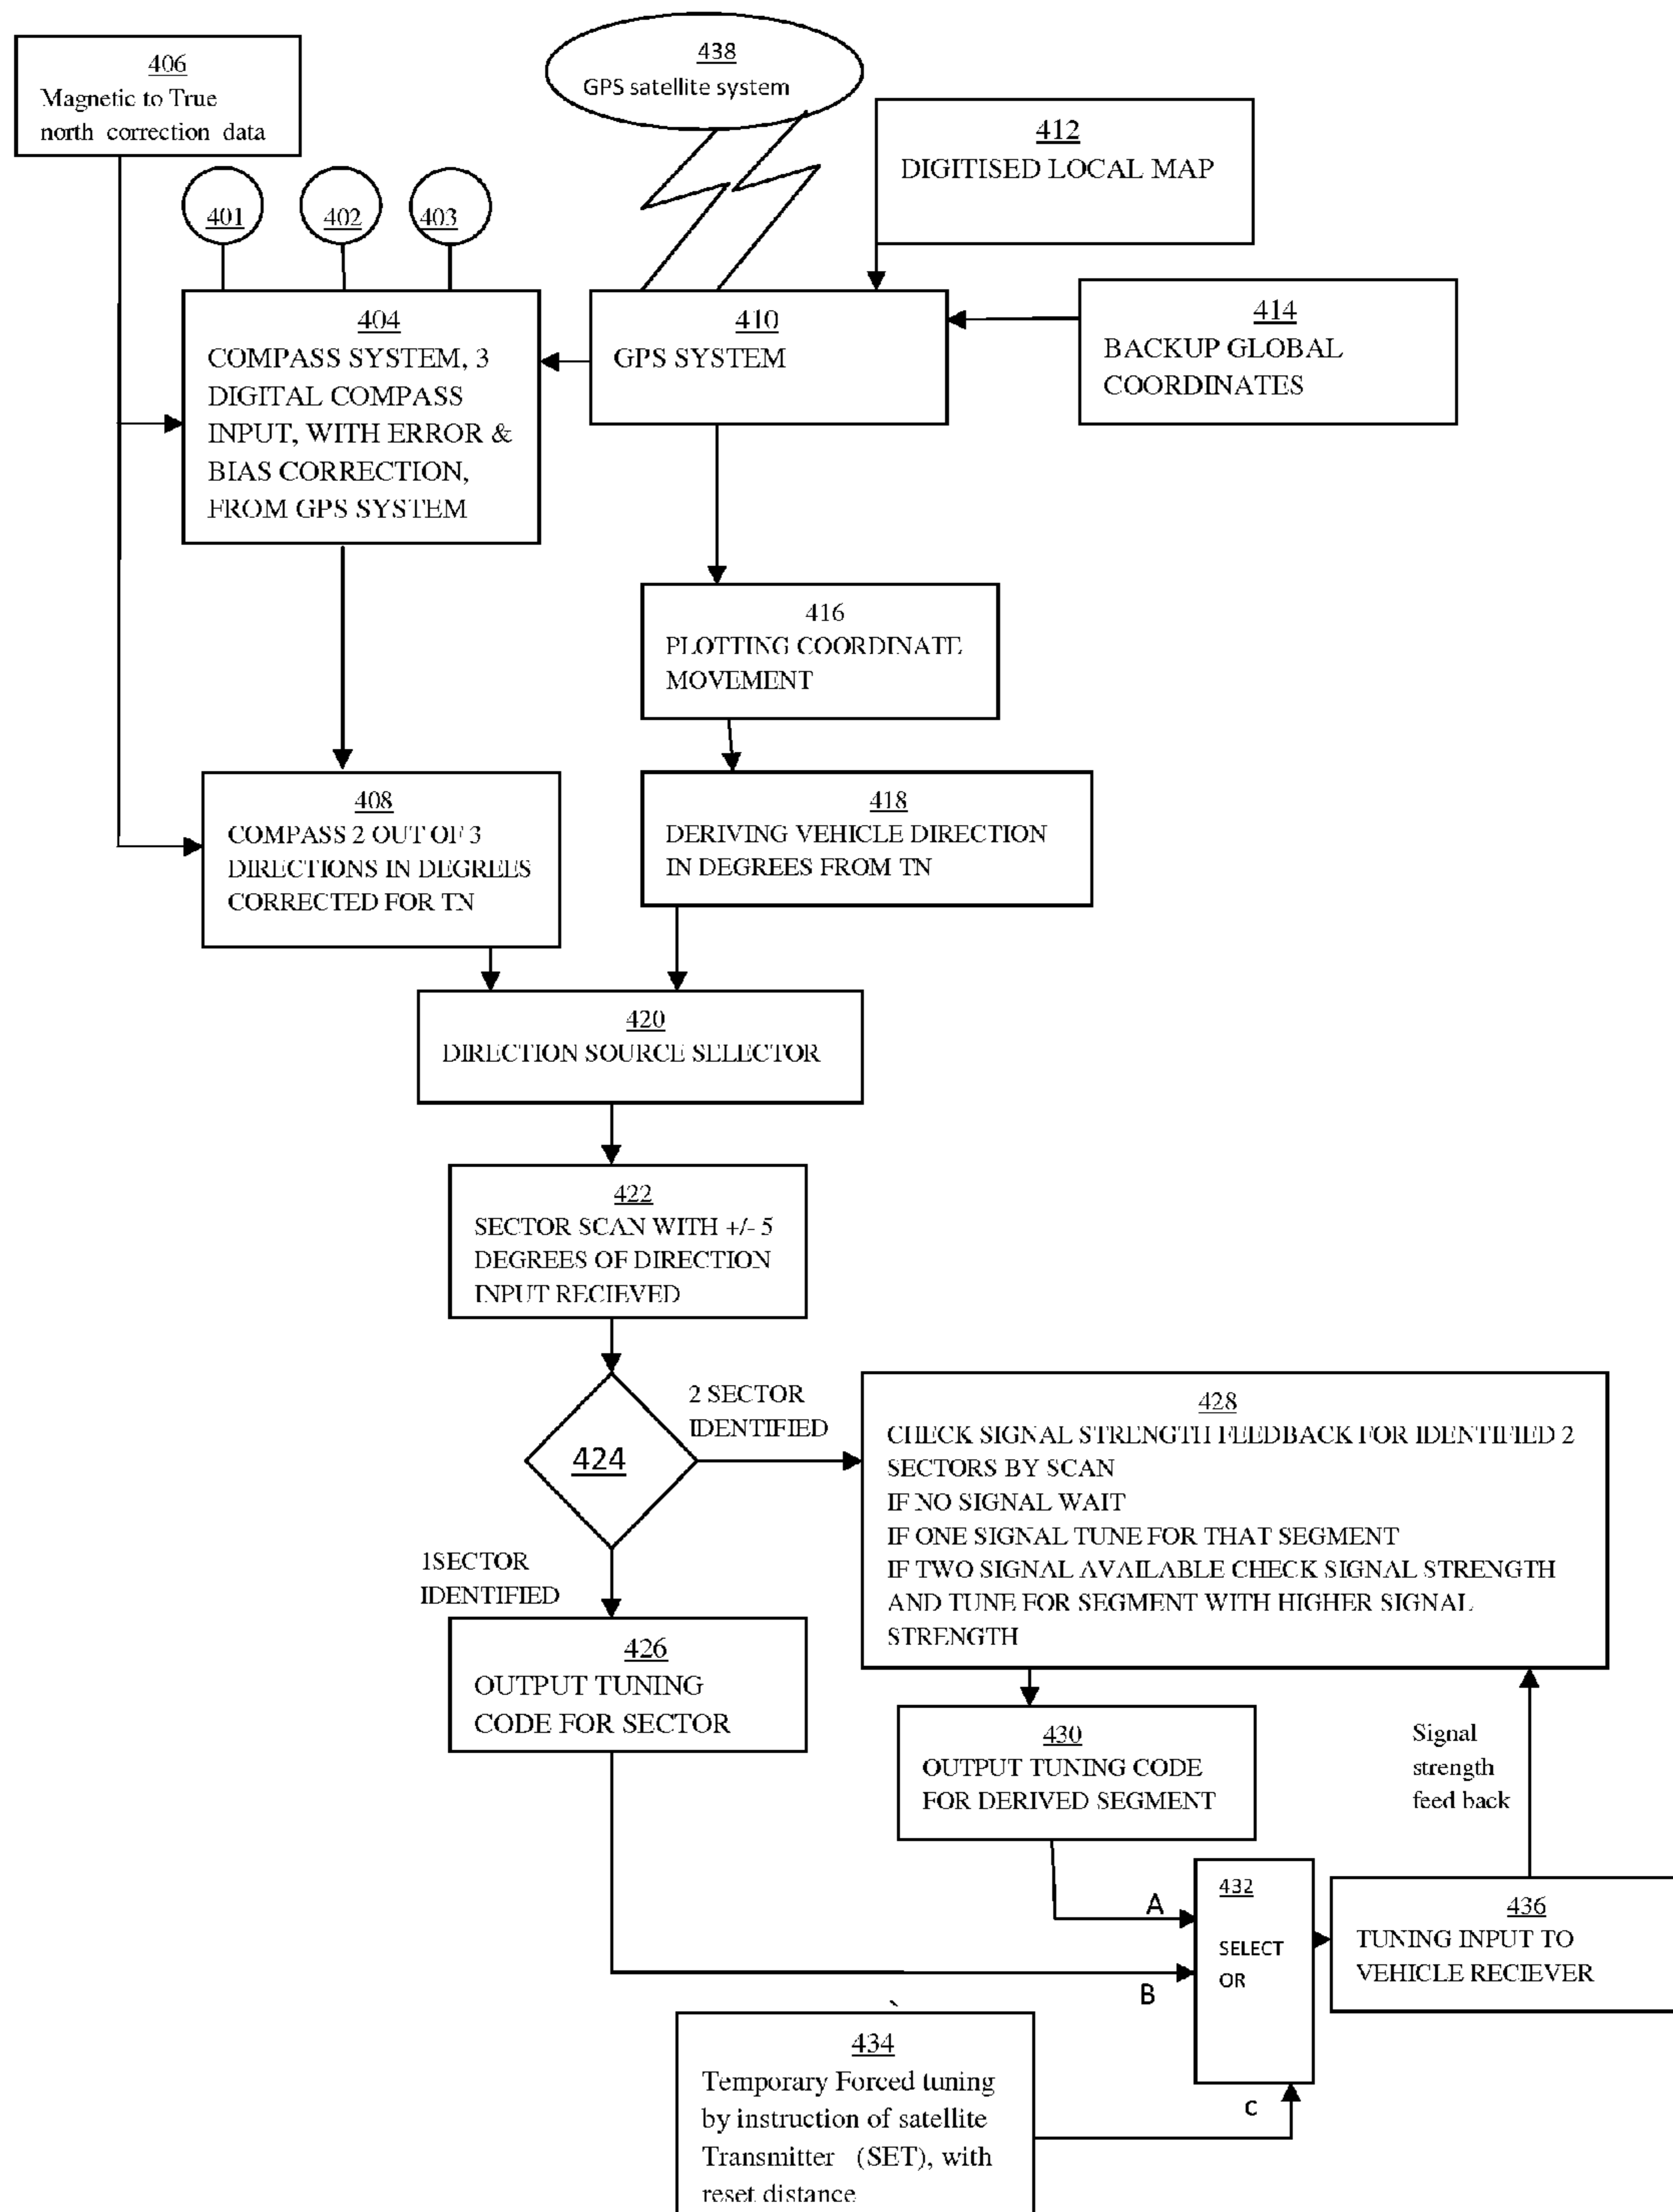 406
Magnetic to True
north correction data
438
GPS satellite system
412
DIGITISED LOCAL MAP
401
402
403
404
COMPASS SYSTEM, 3
DIGITAL COMPASS
INPUT, WITH ERROR &
BIAS CORRECTION,
FROM GPS SYSTEM
410
GPS SYSTEM
414
BACKUP GLOBAL
COORDINATES
416
PLOTTING COORDINATE
MOVEMENT
408
COMPASS 2 OUT OF 3
DIRECTIONS IN DEGREES
CORRECTED FOR TN
418
DERIVING VEHICLE DIRECTION
IN DEGREES FROM TN
420
DIRECTION SOURCE SELECTOR
422
SECTOR SCAN WITH +/- 5
DEGREES OF DIRECTION
INPUT RECIEVED
424
2 SECTOR
IDENTIFIED
1SECTOR
IDENTIFIED
428
CHECK SIGNAL STRENGTH FEEDBACK FOR IDENTIFIED 2
SECTORS BY SCAN
IF NO SIGNAL WAIT
IF ONE SIGNAL TUNE FOR THAT SEGMENT
IF TWO SIGNAL AVAILABLE CHECK SIGNAL STRENGTH
AND TUNE FOR SEGMENT WITH HIGHER SIGNAL
STRENGTH
426
OUTPUT TUNING
CODE FOR SECTOR
430
OUTPUT TUNING CODE
FOR DERIVED SEGMENT
Signal
strength
feed back
A
B
C
432
SELECT
OR
436
TUNING INPUT TO
VEHICLE RECIEVER
434
Temporary Forced tuning
by instruction of satellite
Transmitter (SET), with
reset distance